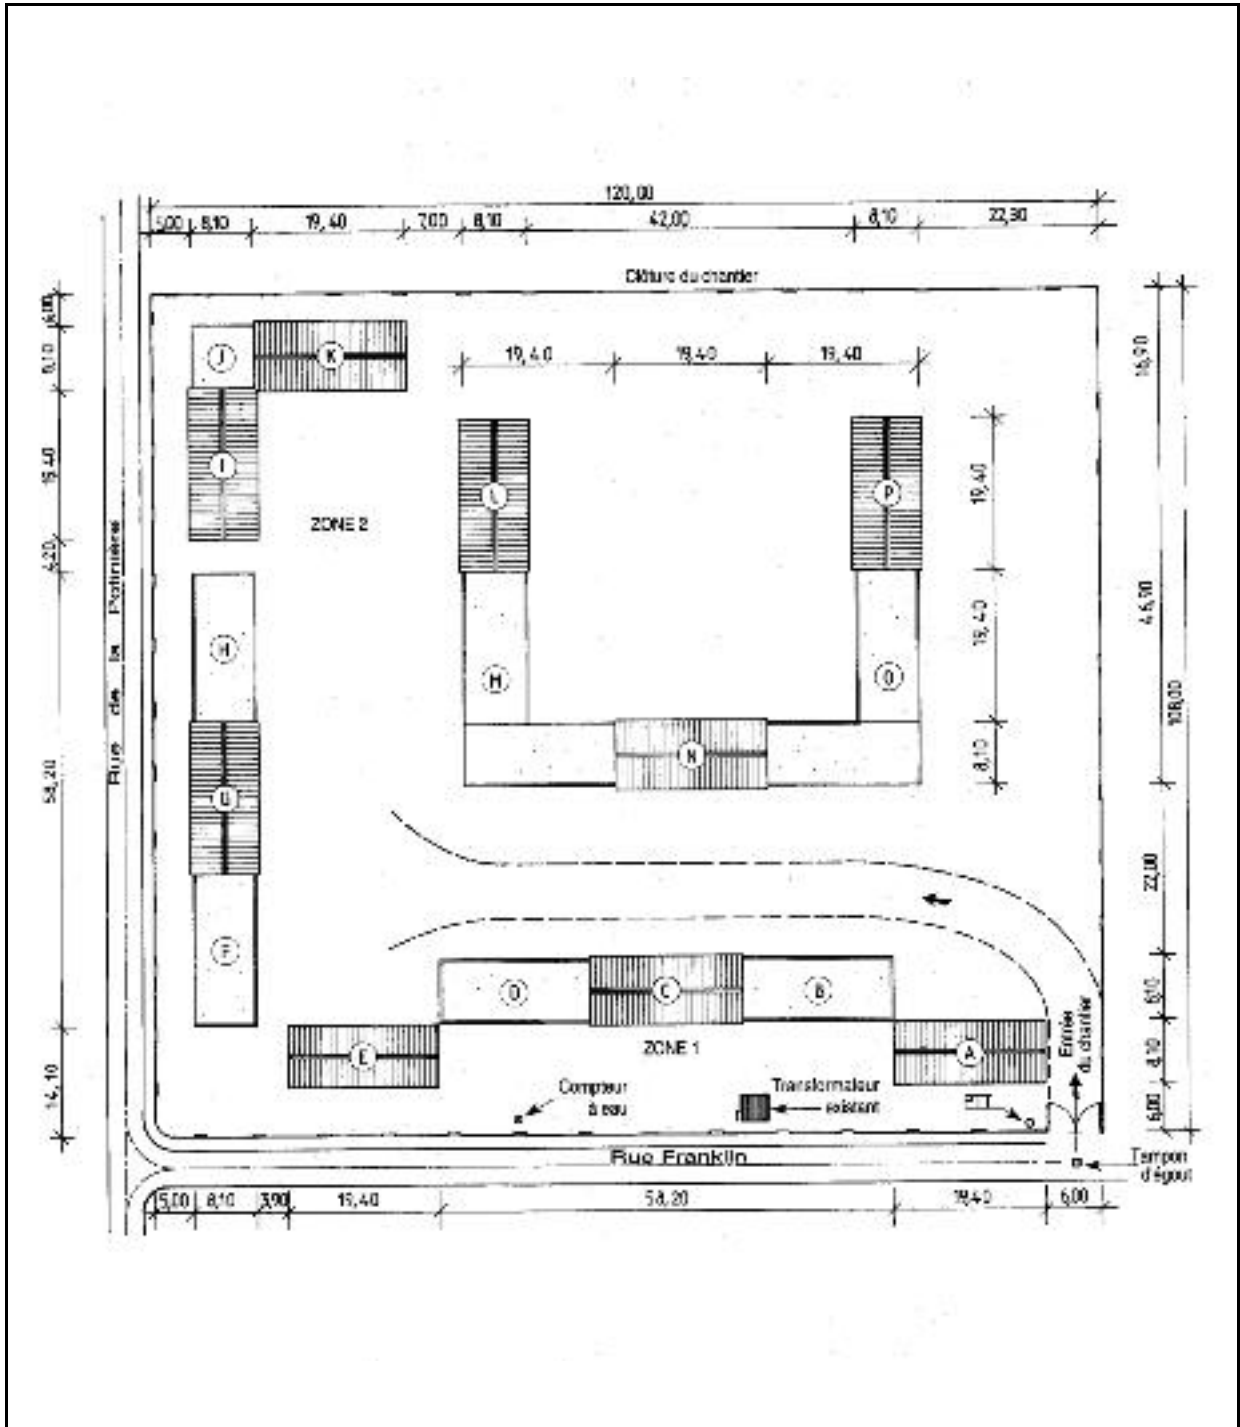 120,00
5,00 8,10 19,40 7,00 8,10 42,00 8,10 22,30
Clôture du chantier
4,00
8,10
19,40
4,20
58,20
14,10
J
K
19,40 19,40 19,40
16,90
I
ZONE 2
L
P
19,40
Rue de la
46,90
108,00
H
M
O
19,40
N
8,10
G
22,00
F
D
C
B
8,10
Entrée
du chantier
E
ZONE 1
A
8,10
Compteur
à eau
Transformateur
existant
PTT
6,00
Rue Franklin
Tampon
d'égout
5,00 8,10 3,90 19,40 58,20 19,40 6,00